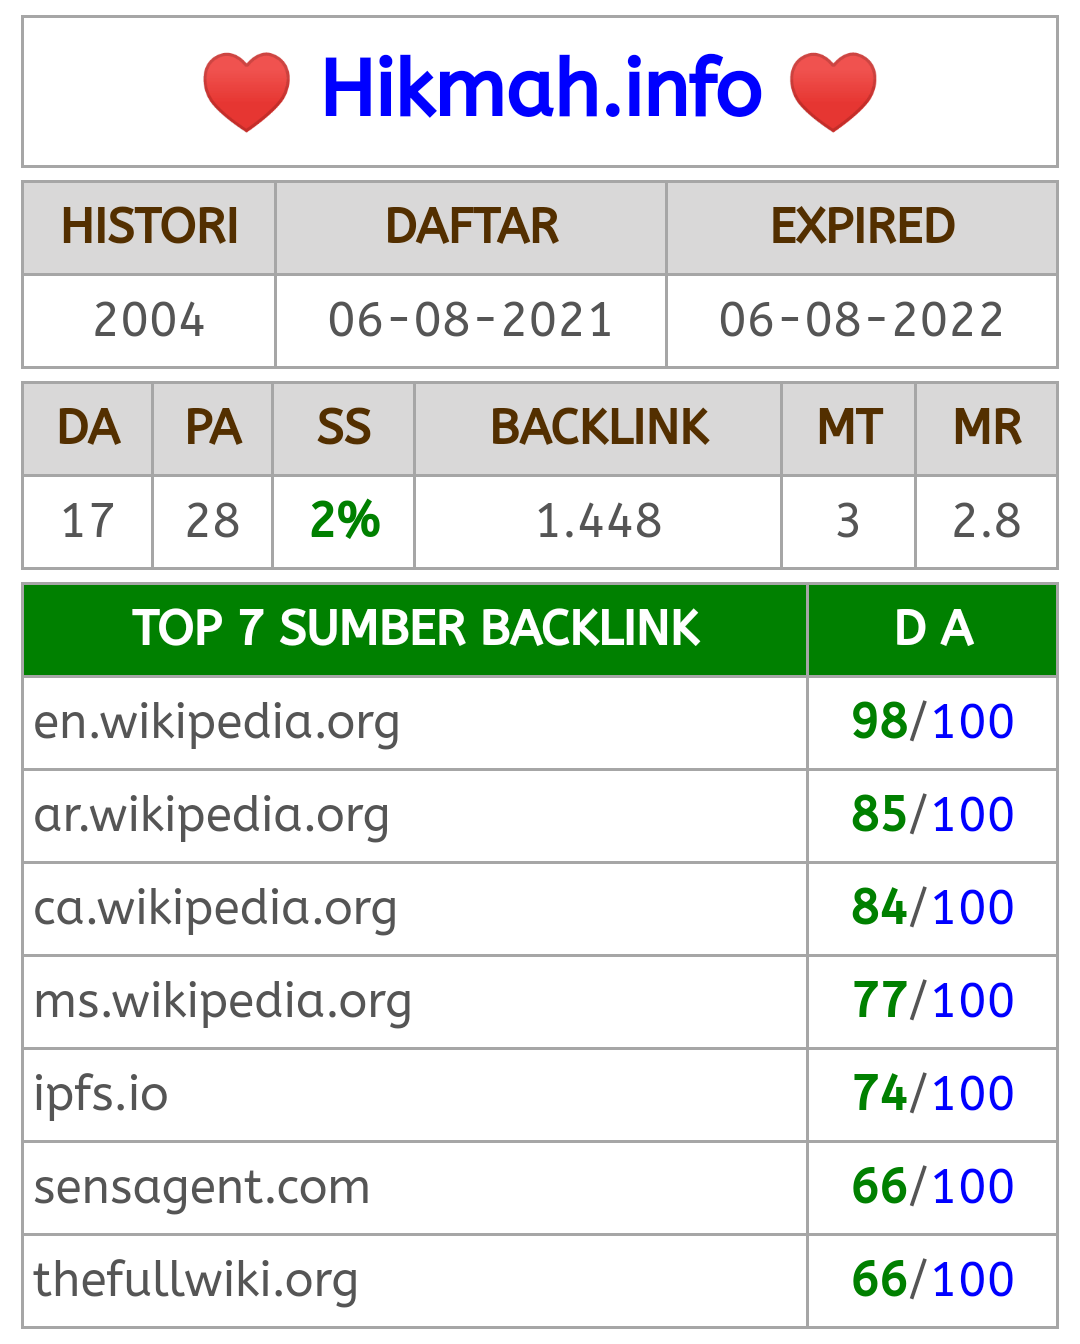 ❤️ Hikmah.info ❤️
HISTORI DAFTAR EXPIRED
2004 06-08-2021 06-08-2022
DA PA SS BACKLINK MT MR
17 28 2% 1.448 3 2.8
TOP 7 SUMBER BACKLINK D A
en.wikipedia.org 98/100
ar.wikipedia.org 85/100
ca.wikipedia.org 84/100
ms.wikipedia.org 77/100
ipfs.io 74/100
sensagent.com 66/100
thefullwiki.org 66/100